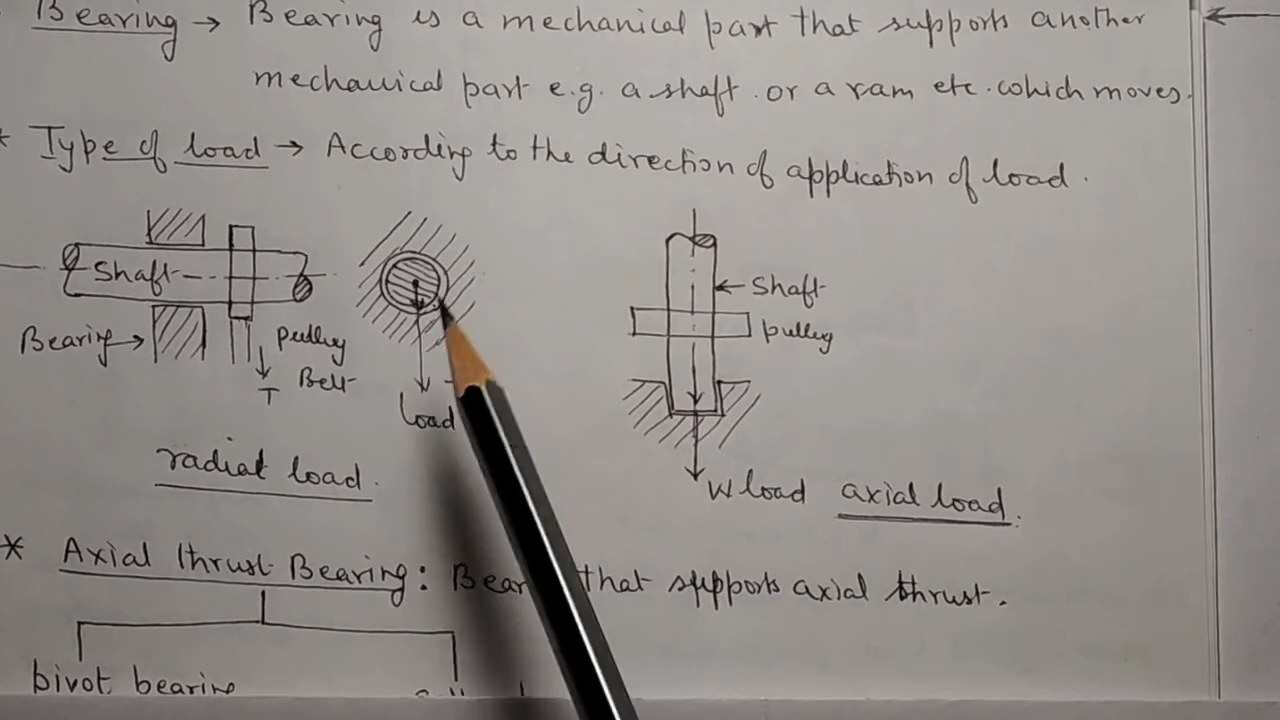 Bearing → Bearing is a mechanical part that supports another
mechanical part e.g. a shaft or a ram etc. which moves.
* Type of load → According to the direction of application of load.
Shaft
Bearing →
pulley
Belt
T
load
radial load.
← Shaft
pulley
W load axial load.
* Axial thrust Bearing: that supports axial thrust.
bearing